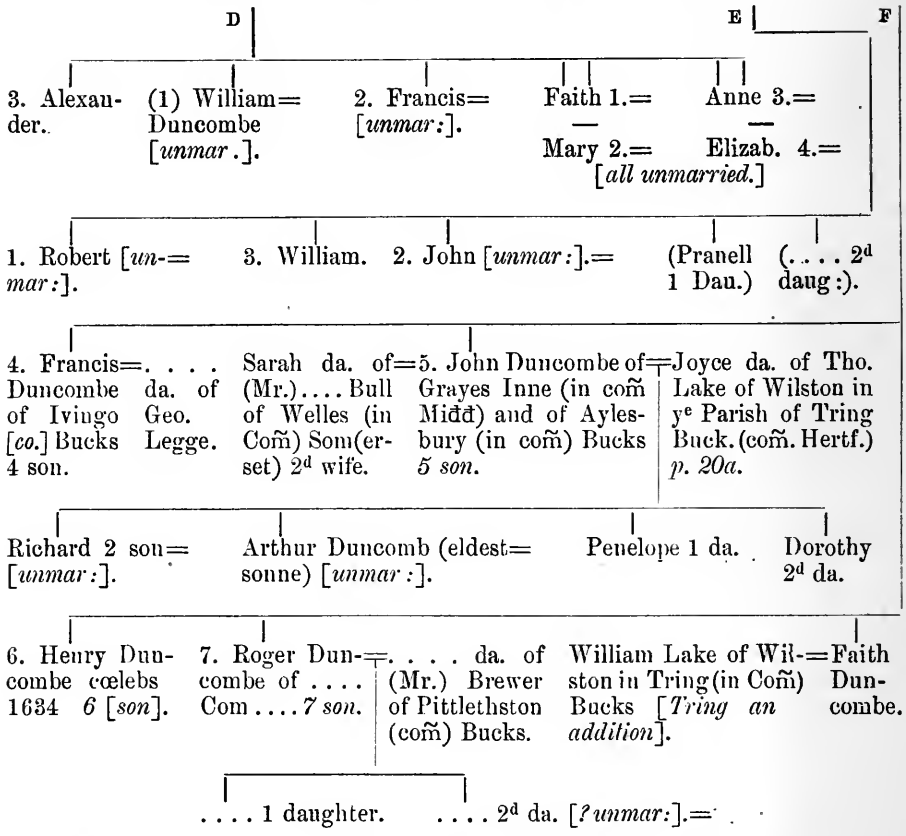 D E F
3. Alexau- (1) William= 2. Francis= Faith 1.= Anne 3.=
der. Duncombe [unmar:]. — —
[unmar.]. Mary 2.= Elizab. 4.=
[all unmarried.]
1. Robert [un-= 3. William. 2. John [unmar:].= (Pranell (.... 2d
mar:]. 1 Dau.) daug:).
4. Francis=.... Sarah da. of=5. John Duncombe of=Joyce da. of Tho.
Duncombe da. of (Mr.).... Bull Grayes Inne (in com̃ Lake of Wilston in
of Ivingo Geo. of Welles (in Midđ) and of Ayles- ye Parish of Tring
[co.] Bucks Legge. Com̃) Som(er- bury (in com̃) Bucks Buck. (com̃. Hertf.)
4 son. set) 2d wife. 5 son. p. 20a.
Richard 2 son= Arthur Duncomb (eldest= Penelope 1 da. Dorothy
[unmar:]. sonne) [unmar:]. 2d da.
6. Henry Dun- 7. Roger Dun-=.... da. of William Lake of Wil-=Faith
combe cœlebs combe of .... (Mr.) Brewer ston in Tring (in Com̃) Dun-
1634 6 [son]. Com .... 7 son. of Pittlethston Bucks [Tring an combe.
(com̃) Bucks. addition].
.... 1 daughter. .... 2d da. [? unmar:].=